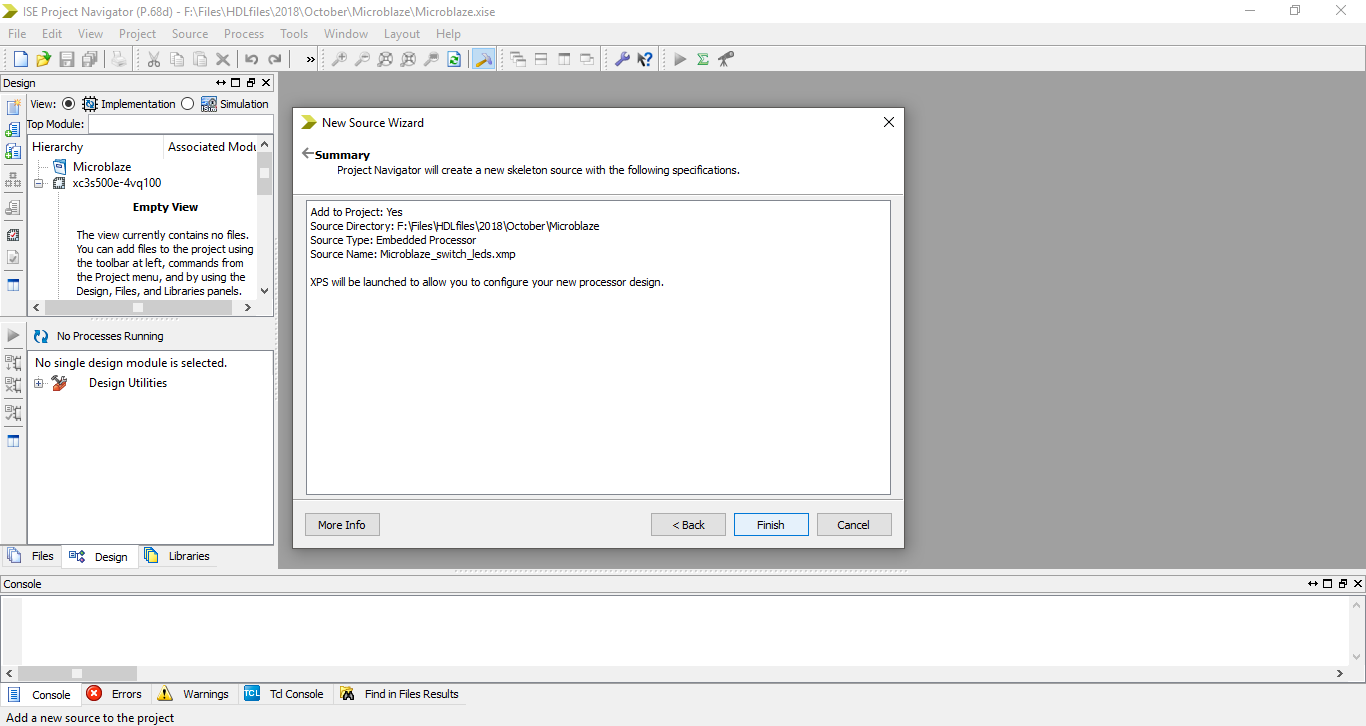 ISE Project Navigator (P.68d) - F:\Files\HDLfiles\2018\October\Microblaze\Microblaze.xise
File Edit View Project Source Process Tools Window Layout Help
»
Design
View: Implementation Simulation
Top Module:
Hierarchy Associated Modu
Microblaze
xc3s500e-4vq100
Empty View
The view currently contains no files.
You can add files to the project using
the toolbar at left, commands from
the Project menu, and by using the
Design, Files, and Libraries panels.
No Processes Running
No single design module is selected.
Design Utilities
Files Design Libraries
New Source Wizard
Summary
Project Navigator will create a new skeleton source with the following specifications.
Add to Project: Yes
Source Directory: F:\Files\HDLfiles\2018\October\Microblaze
Source Type: Embedded Processor
Source Name: Microblaze_switch_leds.xmp
XPS will be launched to allow you to configure your new processor design.
More Info < Back Finish Cancel
Console
Console Errors Warnings TCL Tcl Console Find in Files Results
Add a new source to the project